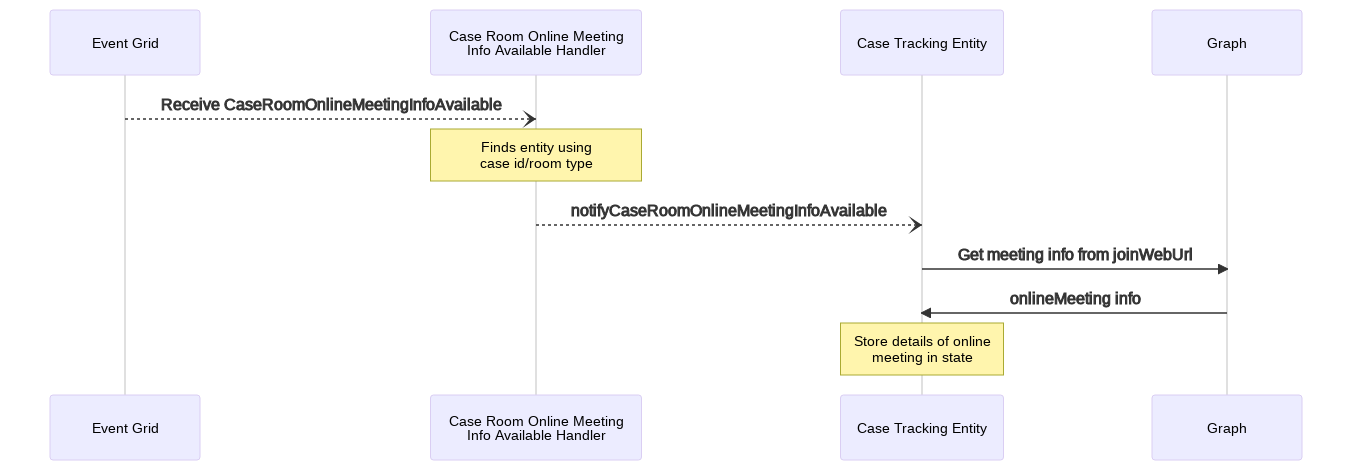 Event Grid
Case Room Online Meeting
Info Available Handler
Case Tracking Entity
Graph
Receive CaseRoomOnlineMeetingInfoAvailable
Finds entity using
case id/room type
notifyCaseRoomOnlineMeetingInfoAvailable
Get meeting info from joinWebUrl
onlineMeeting info
Store details of online
meeting in state
Event Grid
Case Room Online Meeting
Info Available Handler
Case Tracking Entity
Graph